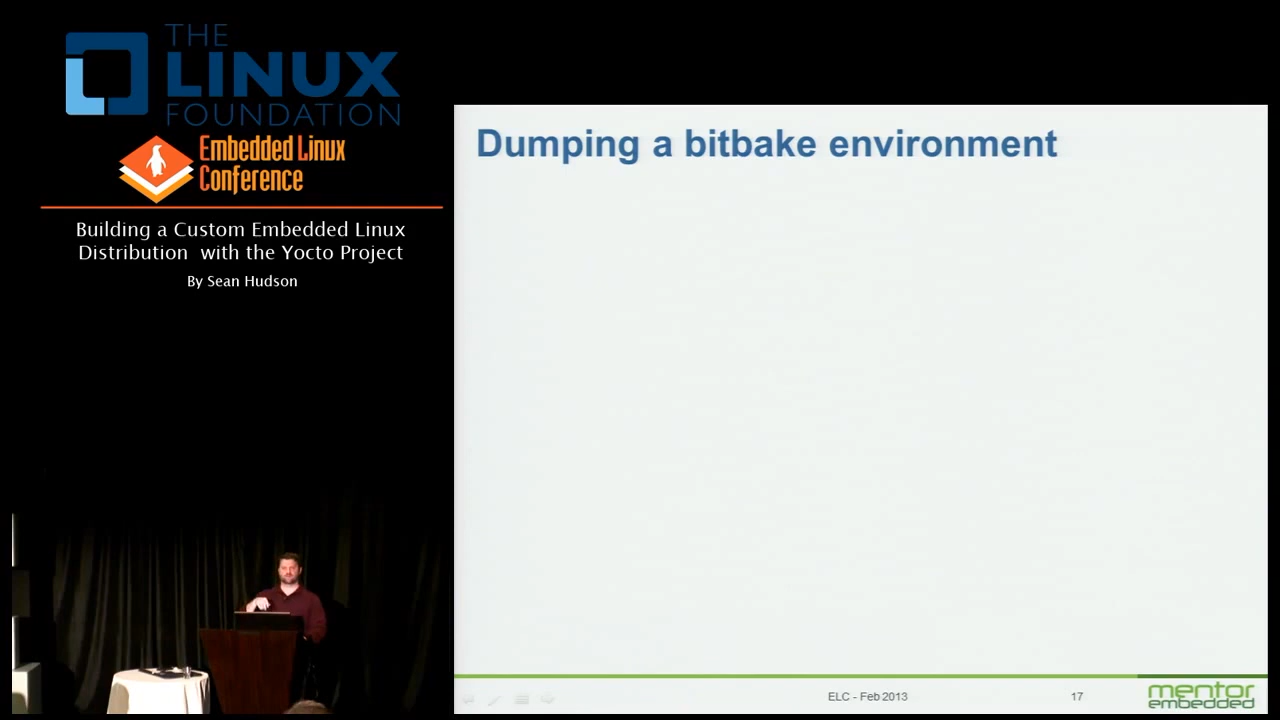 THE
LINUX
FOUNDATION
Embedded Linux
Conference
Building a Custom Embedded Linux
Distribution with the Yocto Project
By Sean Hudson
Dumping a bitbake environment
ELC - Feb 2013
17
mentor
embedded